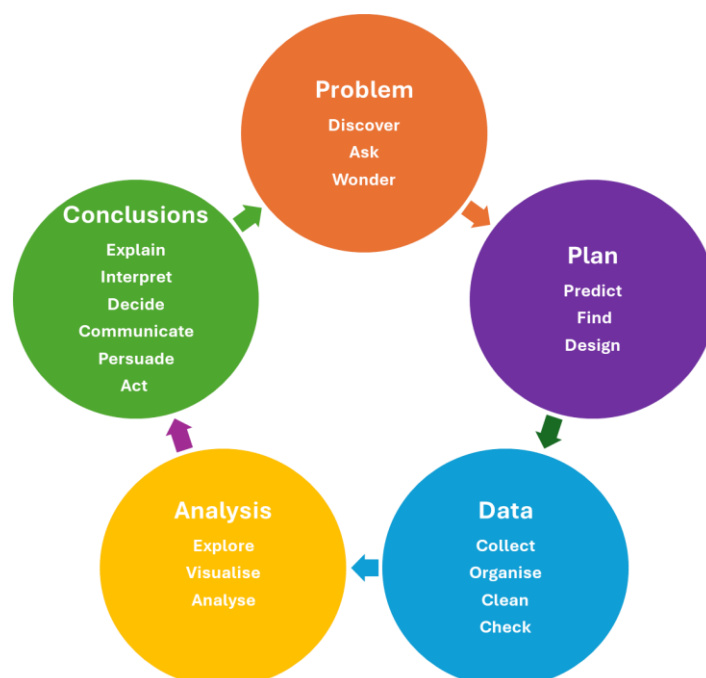 Problem
Discover
Ask
Wonder
Plan
Predict
Find
Design
Data
Collect
Organise
Clean
Check
Analysis
Explore
Visualise
Analyse
Conclusions
Explain
Interpret
Decide
Communicate
Persuade
Act